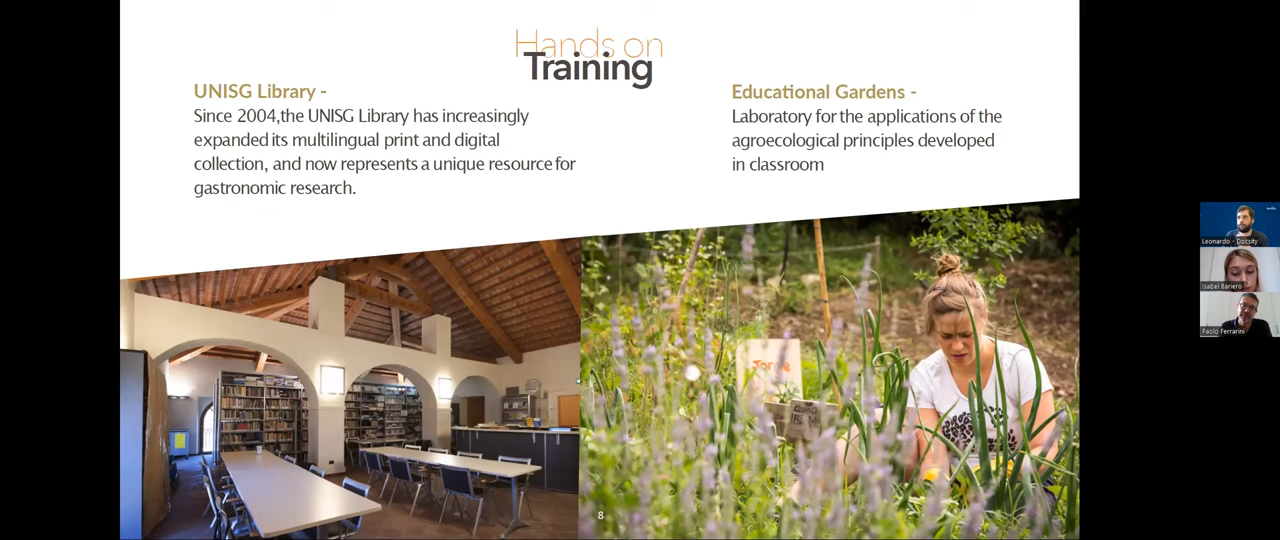 Hands on
Training
UNISG Library -
Since 2004,the UNISG Library has increasingly
expanded its multilingual print and digital
collection, and now represents a unique resource for
gastronomic research.
Educational Gardens -
Laboratory for the applications of the
agroecological principles developed
in classroom
8
Leonardo - Docsity
Isabel Bariero
Paolo Ferrarini